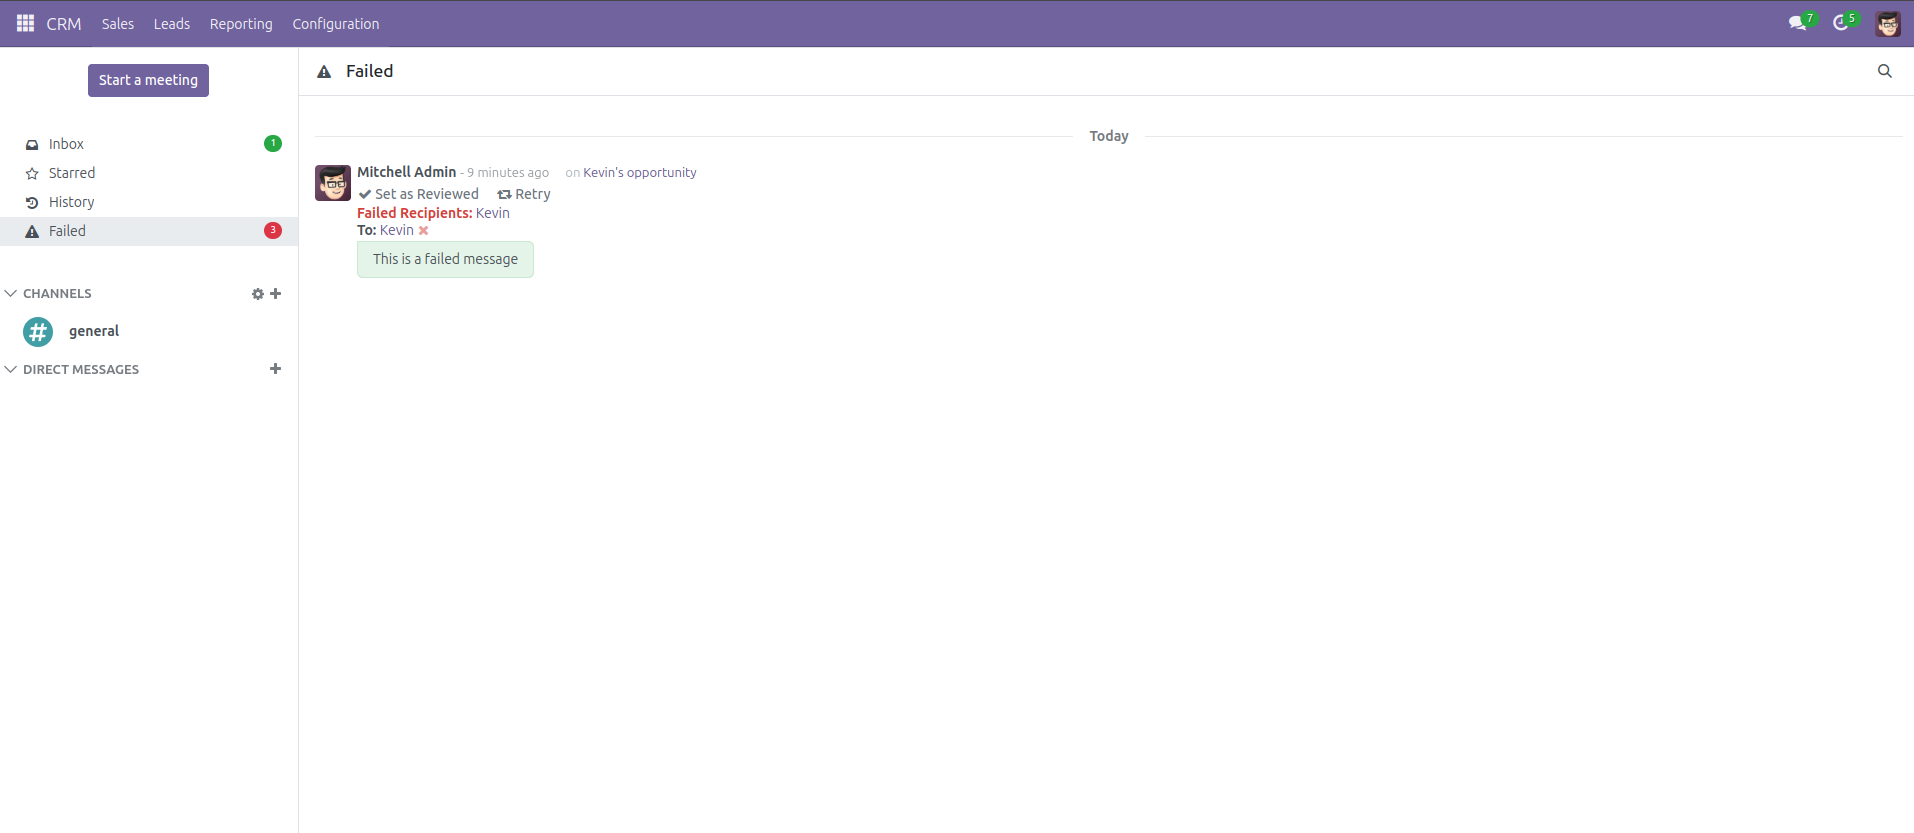 CRM Sales Leads Reporting Configuration 7 5
Start a meeting
Failed
Inbox 1
Starred
History
Failed 3
CHANNELS
# general
DIRECT MESSAGES
Today
Mitchell Admin - 9 minutes ago on Kevin's opportunity
Set as Reviewed Retry
Failed Recipients: Kevin
To: Kevin
This is a failed message